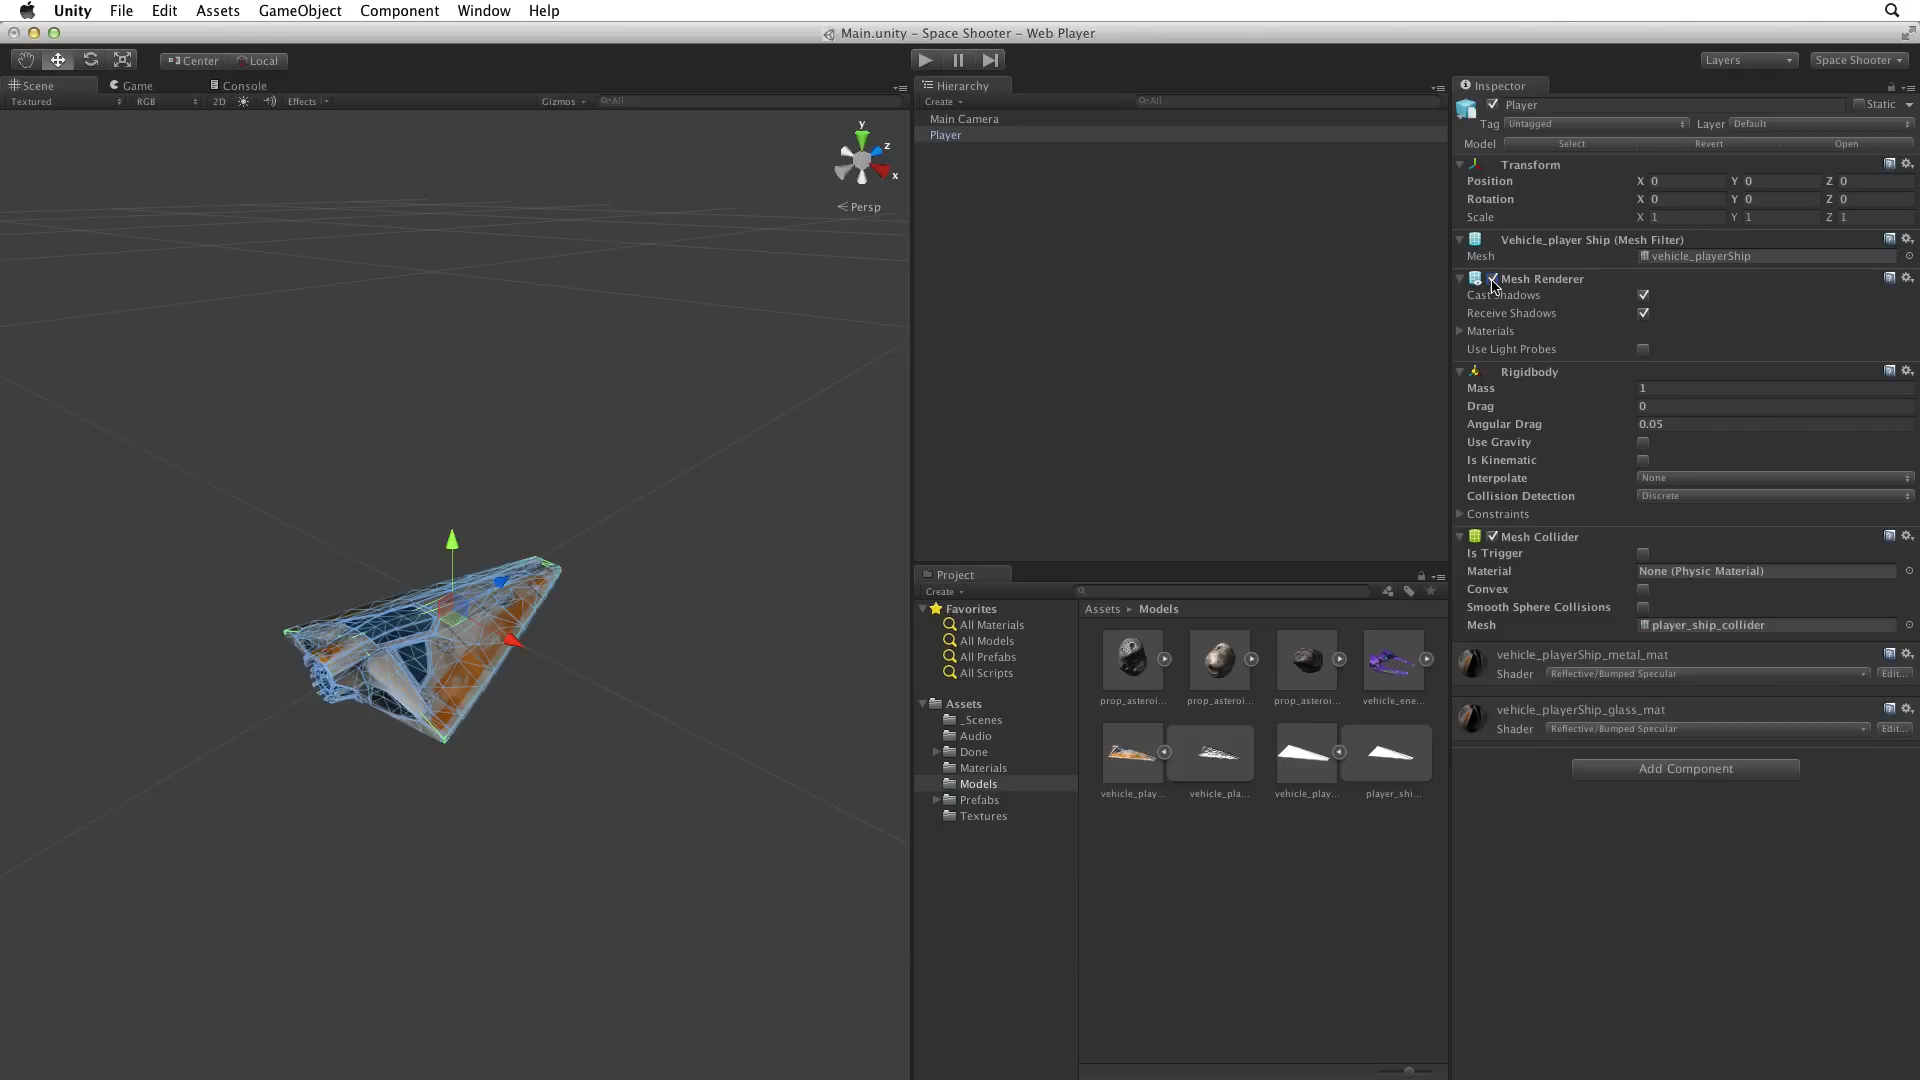 Unity File Edit Assets GameObject Component Window Help
Main.unity – Space Shooter – Web Player
Center Local
Layers Space Shooter
Scene Game Console
Textured RGB 2D Effects Gizmos All
y
z
x
Persp
Hierarchy
Create All
Main Camera
Player
Project
Create
Favorites
All Materials
All Models
All Prefabs
All Scripts
Assets
_Scenes
Audio
Done
Materials
Models
Prefabs
Textures
Assets Models
prop_asteroi... prop_asteroi... prop_asteroi... vehicle_ene...
vehicle_play... vehicle_pla... vehicle_play... player_shi...
Inspector
Player Static
Tag Untagged Layer Default
Model Select Revert Open
Transform
Position X 0 Y 0 Z 0
Rotation X 0 Y 0 Z 0
Scale X 1 Y 1 Z 1
Vehicle_player Ship (Mesh Filter)
Mesh vehicle_playerShip
Mesh Renderer
Cast Shadows
Receive Shadows
Materials
Use Light Probes
Rigidbody
Mass 1
Drag 0
Angular Drag 0.05
Use Gravity
Is Kinematic
Interpolate None
Collision Detection Discrete
Constraints
Mesh Collider
Is Trigger
Material None (Physic Material)
Convex
Smooth Sphere Collisions
Mesh player_ship_collider
vehicle_playerShip_metal_mat
Shader Reflective/Bumped Specular Edit...
vehicle_playerShip_glass_mat
Shader Reflective/Bumped Specular Edit...
Add Component